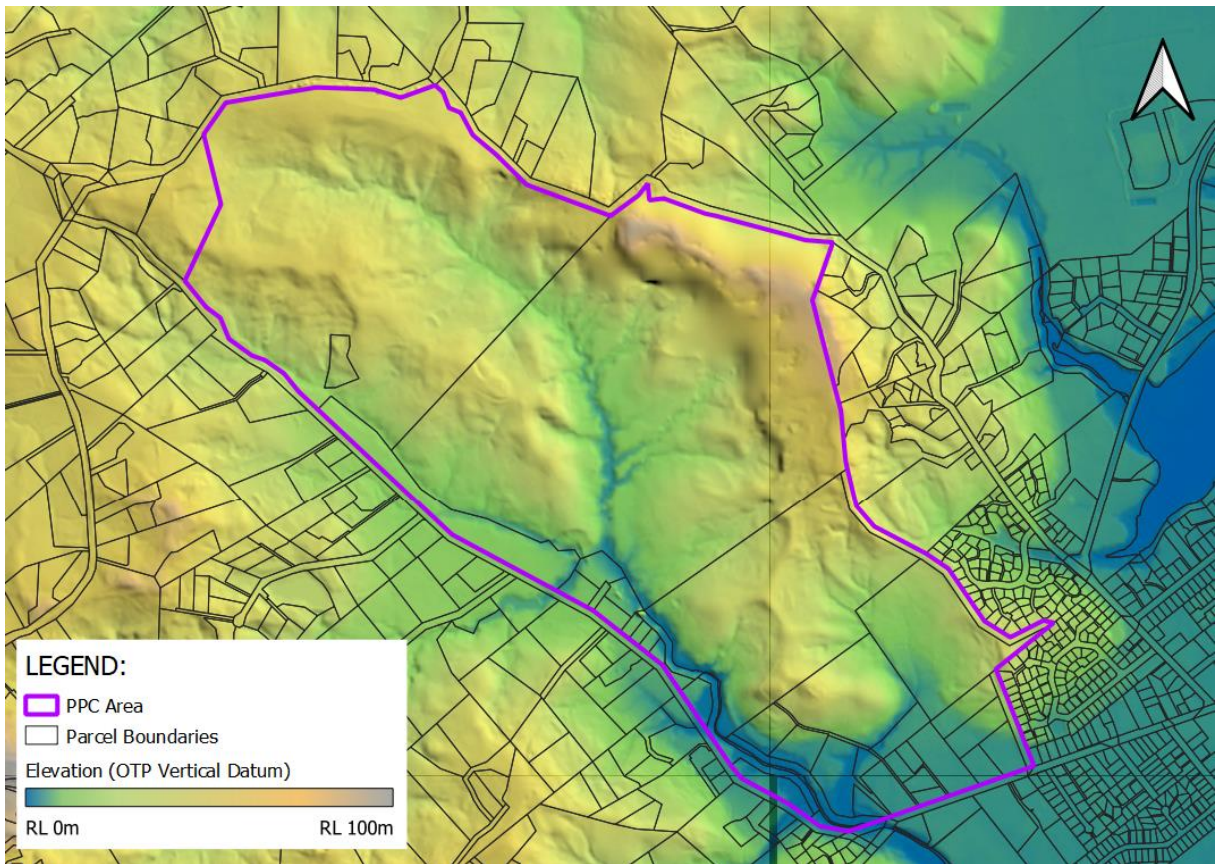 LEGEND:
PPC Area
Parcel Boundaries
Elevation (OTP Vertical Datum)
RL 0m RL 100m